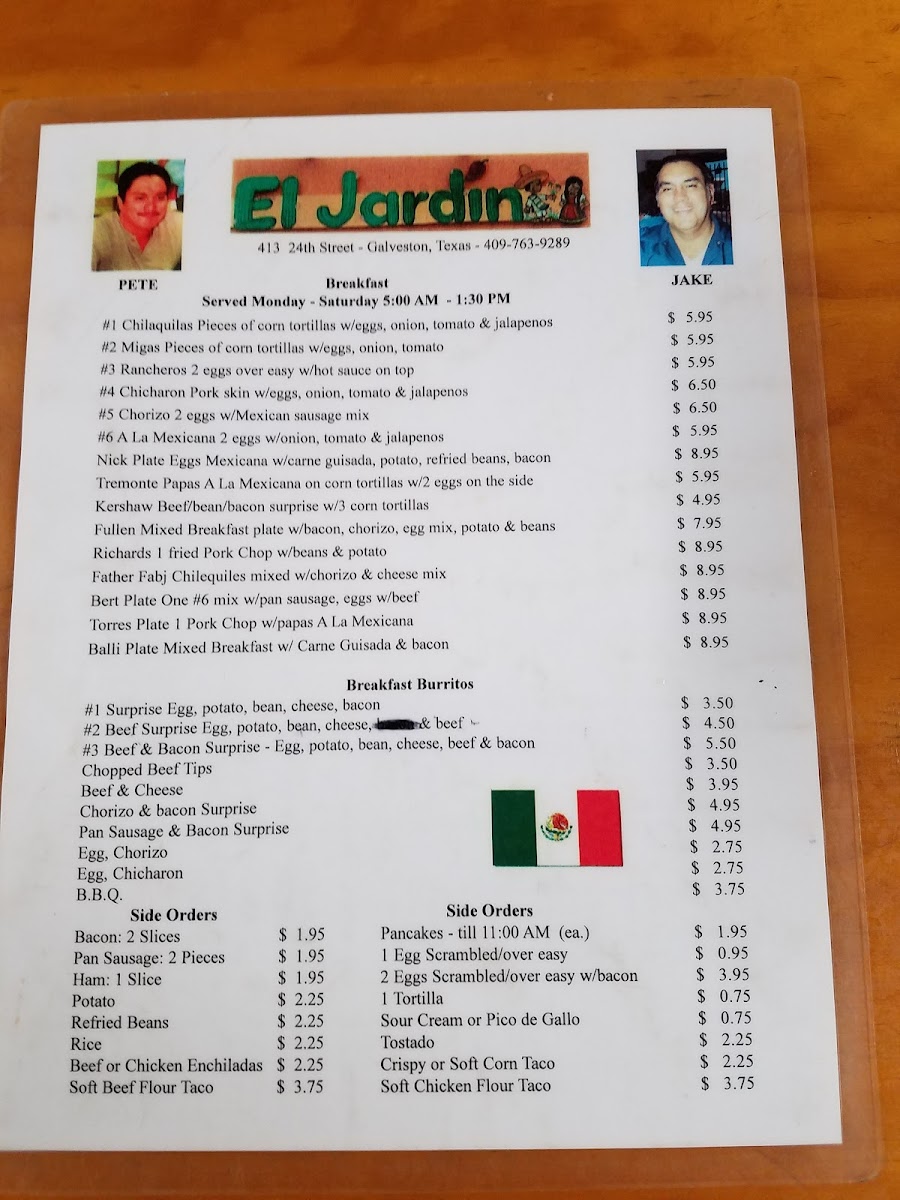 El Jardin
413 24th Street - Galveston, Texas - 409-763-9289
PETE
JAKE
Breakfast
Served Monday - Saturday 5:00 AM - 1:30 PM
#1 Chilaquilas Pieces of corn tortillas w/eggs, onion, tomato & jalapenos $ 5.95
#2 Migas Pieces of corn tortillas w/eggs, onion, tomato $ 5.95
#3 Rancheros 2 eggs over easy w/hot sauce on top $ 5.95
#4 Chicharon Pork skin w/eggs, onion, tomato & jalapenos $ 6.50
#5 Chorizo 2 eggs w/Mexican sausage mix $ 6.50
#6 A La Mexicana 2 eggs w/onion, tomato & jalapenos $ 5.95
Nick Plate Eggs Mexicana w/carne guisada, potato, refried beans, bacon $ 8.95
Tremonte Papas A La Mexicana on corn tortillas w/2 eggs on the side $ 5.95
Kershaw Beef/bean/bacon surprise w/3 corn tortillas $ 4.95
Fullen Mixed Breakfast plate w/bacon, chorizo, egg mix, potato & beans $ 7.95
Richards 1 fried Pork Chop w/beans & potato $ 8.95
Father Fabj Chilequiles mixed w/chorizo & cheese mix $ 8.95
Bert Plate One #6 mix w/pan sausage, eggs w/beef $ 8.95
Torres Plate 1 Pork Chop w/papas A La Mexicana $ 8.95
Balli Plate Mixed Breakfast w/ Carne Guisada & bacon $ 8.95
Breakfast Burritos
#1 Surprise Egg, potato, bean, cheese, bacon $ 3.50
#2 Beef Surprise Egg, potato, bean, cheese, & beef $ 4.50
#3 Beef & Bacon Surprise - Egg, potato, bean, cheese, beef & bacon $ 5.50
Chopped Beef Tips $ 3.50
Beef & Cheese $ 3.95
Chorizo & bacon Surprise $ 4.95
Pan Sausage & Bacon Surprise $ 4.95
Egg, Chorizo $ 2.75
Egg, Chicharon $ 2.75
B.B.Q. $ 3.75
Side Orders
Bacon: 2 Slices $ 1.95
Pan Sausage: 2 Pieces $ 1.95
Ham: 1 Slice $ 1.95
Potato $ 2.25
Refried Beans $ 2.25
Rice $ 2.25
Beef or Chicken Enchiladas $ 2.25
Soft Beef Flour Taco $ 3.75
Side Orders
Pancakes - till 11:00 AM (ea.) $ 1.95
1 Egg Scrambled/over easy $ 0.95
2 Eggs Scrambled/over easy w/bacon $ 3.95
1 Tortilla $ 0.75
Sour Cream or Pico de Gallo $ 0.75
Tostado $ 2.25
Crispy or Soft Corn Taco $ 2.25
Soft Chicken Flour Taco $ 3.75